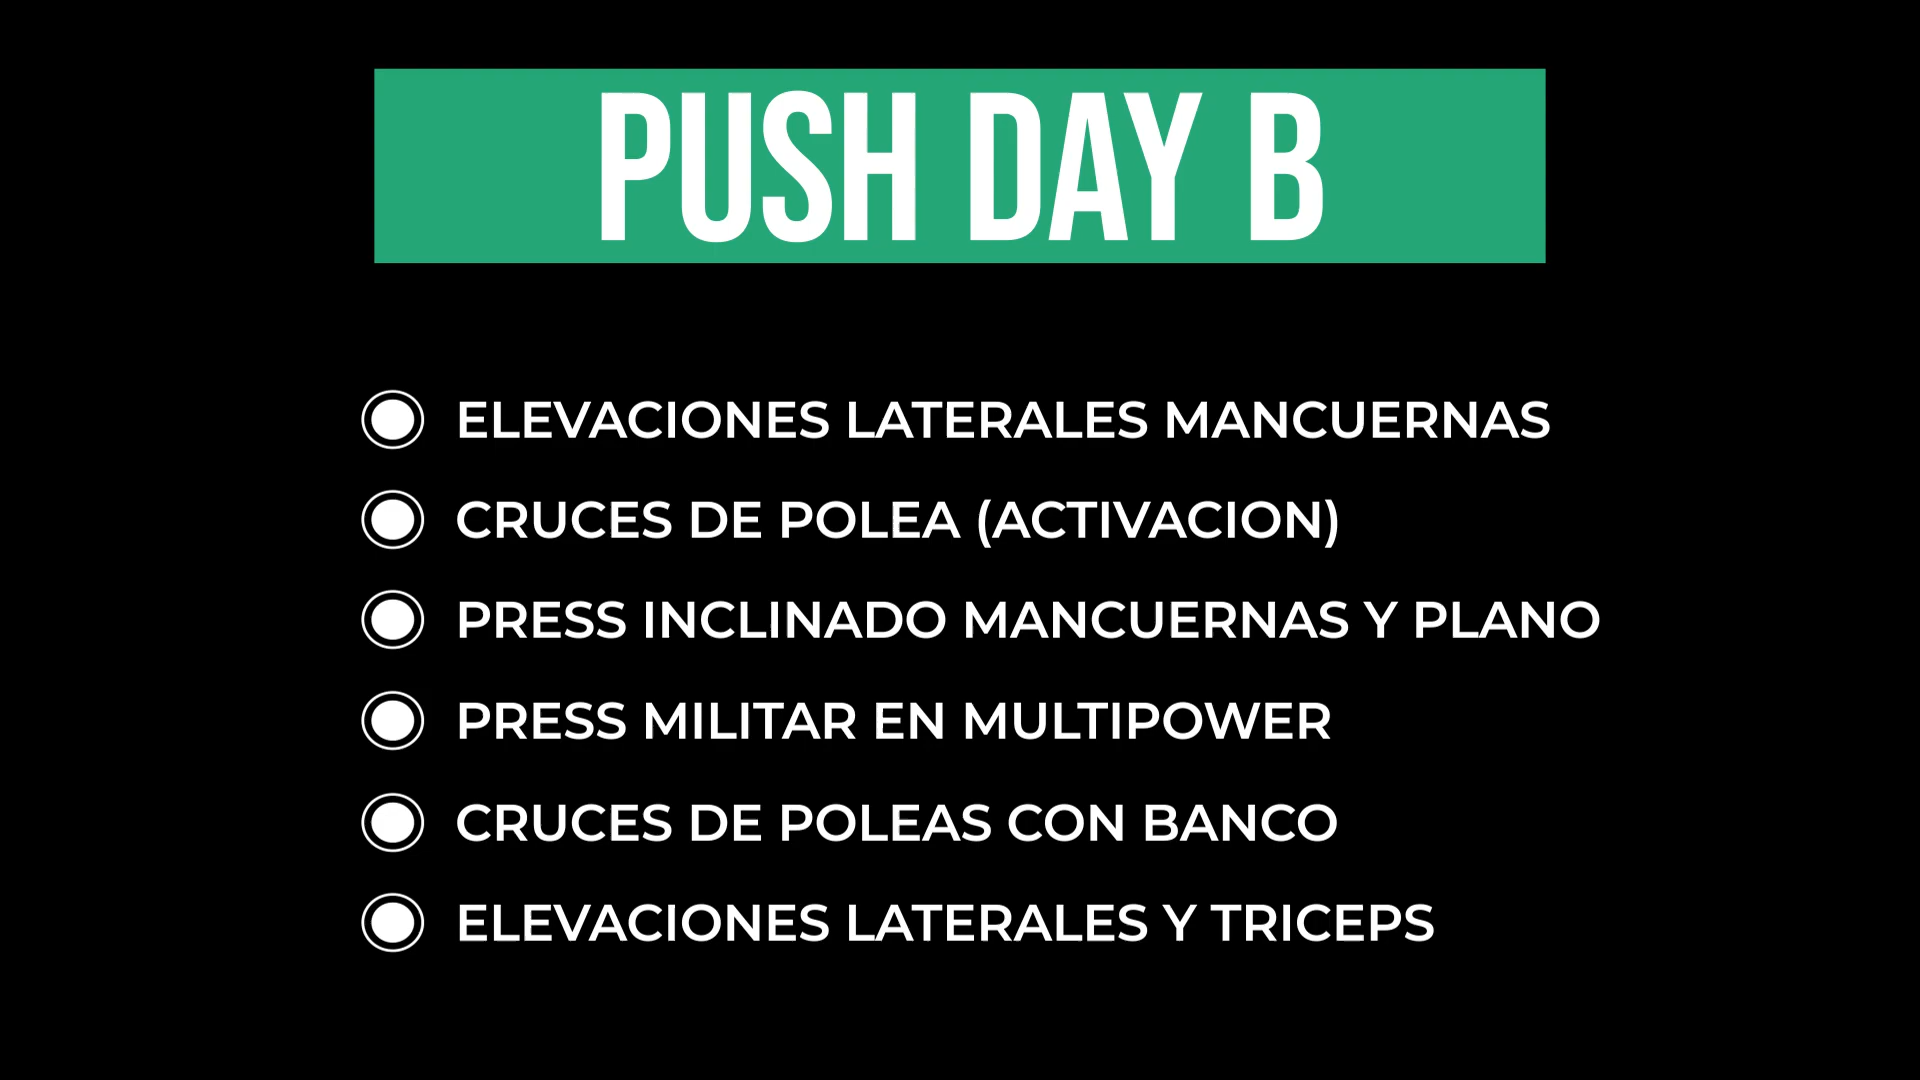 PUSH DAY B
ELEVACIONES LATERALES MANCUERNAS
CRUCES DE POLEA (ACTIVACION)
PRESS INCLINADO MANCUERNAS Y PLANO
PRESS MILITAR EN MULTIPOWER
CRUCES DE POLEAS CON BANCO
ELEVACIONES LATERALES Y TRICEPS